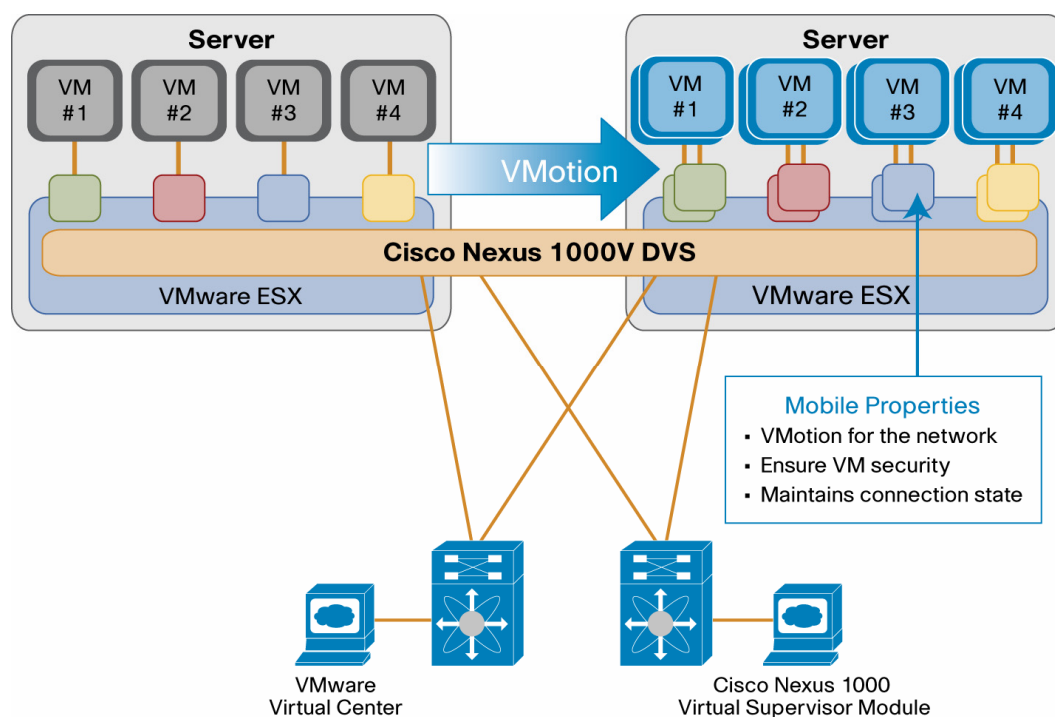 Server
VM
#1
VM
#2
VM
#3
VM
#4
Server
VM
#1
VM
#2
VM
#3
VM
#4
VMotion
Cisco Nexus 1000V DVS
VMware ESX
VMware ESX
Mobile Properties
▪ VMotion for the network
▪ Ensure VM security
▪ Maintains connection state
VMware
Virtual Center
Cisco Nexus 1000
Virtual Supervisor Module